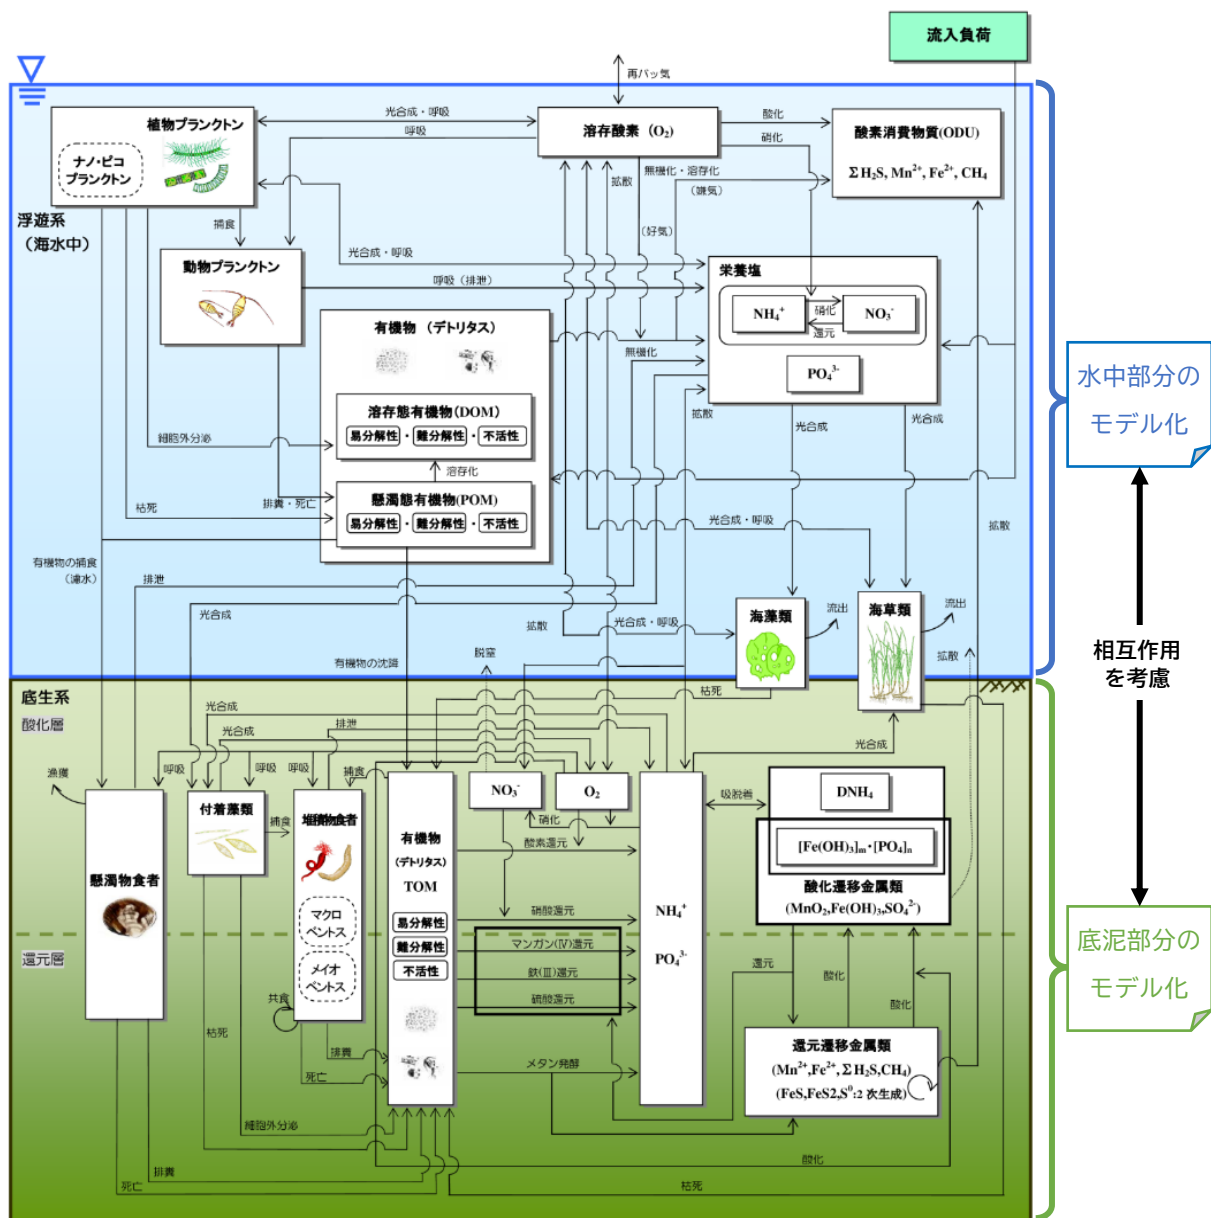 流入負荷
再バッ気
植物プランクトン
ナノ・ピコ
プランクトン
光合成・呼吸
呼吸
溶存酸素（O₂）
酸化
硝化
酸素消費物質(ODU)
ΣH₂S, Mn²⁺, Fe²⁺, CH₄
無機化・溶存化
（嫌気）
拡散
（好気）
浮遊系
（海水中）
捕食
動物プランクトン
光合成・呼吸
呼吸（排泄）
栄養塩
NH₄⁺
硝化
還元
NO₃⁻
PO₄³⁻
有機物 （デトリタス）
無機化
拡散
光合成
光合成
溶存態有機物(DOM)
易分解性・難分解性・不活性
細胞外分泌
溶存化
懸濁態有機物(POM)
易分解性・難分解性・不活性
排糞・死亡
枯死
光合成・呼吸
拡散
水中部分の
モデル化
有機物の捕食
（濾水）
排泄
光合成
海藻類
流出
海草類
流出
拡散
光合成・呼吸
拡散
脱窒
有機物の沈降
相互作用
を考慮
底生系
酸化層
枯死
光合成
光合成
排泄
光合成
漁獲
呼吸
呼吸
呼吸
捕食
懸濁物食者
付着藻類
捕食
堆積物食者
マクロ
ベントス
メイオ
ベントス
共食
有機物
（デトリタス）
TOM
易分解性
難分解性
不活性
NO₃⁻
O₂
硝化
酸素還元
硝酸還元
マンガン(Ⅳ)還元
鉄(Ⅲ)還元
硫酸還元
メタン発酵
NH₄⁺
PO₄³⁻
吸脱着
DNH₄
[Fe(OH)₃]m・[PO₄]n
酸化遷移金属類
(MnO₂,Fe(OH)₃,SO₄²⁻)
還元層
還元
酸化
酸化
底泥部分の
モデル化
還元遷移金属類
(Mn²⁺,Fe²⁺,ΣH₂S,CH₄)
(FeS,FeS2,S⁰:2 次生成)
枯死
排糞
死亡
細胞外分泌
排糞
死亡
酸化
枯死